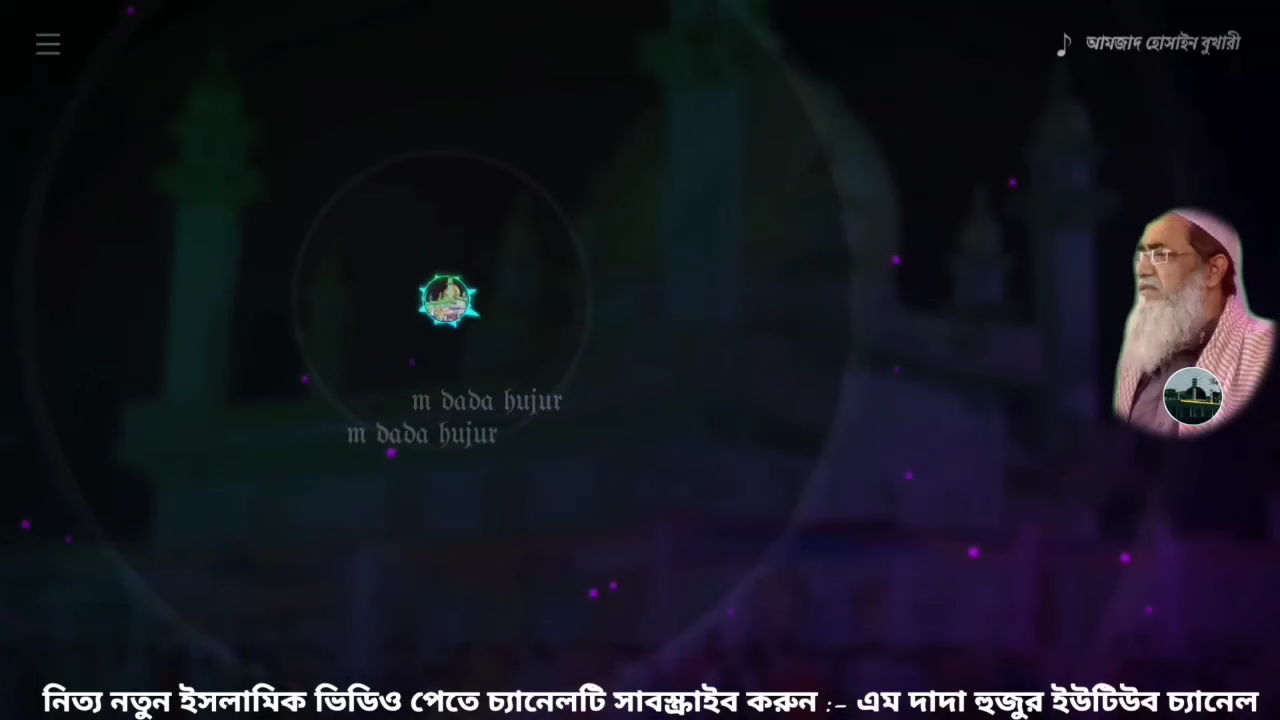 আমজাদ হোসাইন বুখারী
m dada hujur
m dada hujur
নিত্য নতুন ইসলামিক ভিডিও পেতে চ্যানেলটি সাবস্ক্রাইব করুন :- এম দাদা হুজুর ইউটিউব চ্যানেল